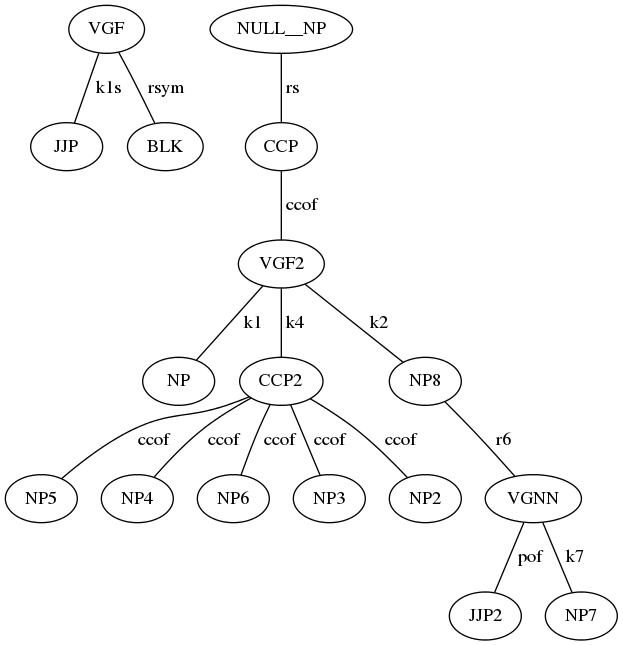 VGF NULL__NP
k1s rsym rs
JJP BLK CCP
ccof
VGF2
k1 k4 k2
NP CCP2 NP8
ccof ccof ccof ccof ccof r6
NP5 NP4 NP6 NP3 NP2 VGNN
pof k7
JJP2 NP7